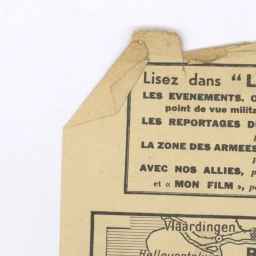 Lisez dans "L
LES EVENEMENTS, 
point de vue milita
LES REPORTAGES D
LA ZONE DES ARMEES
AVEC NOS ALLIES, p
et « MON FILM », p
Vlaardingen